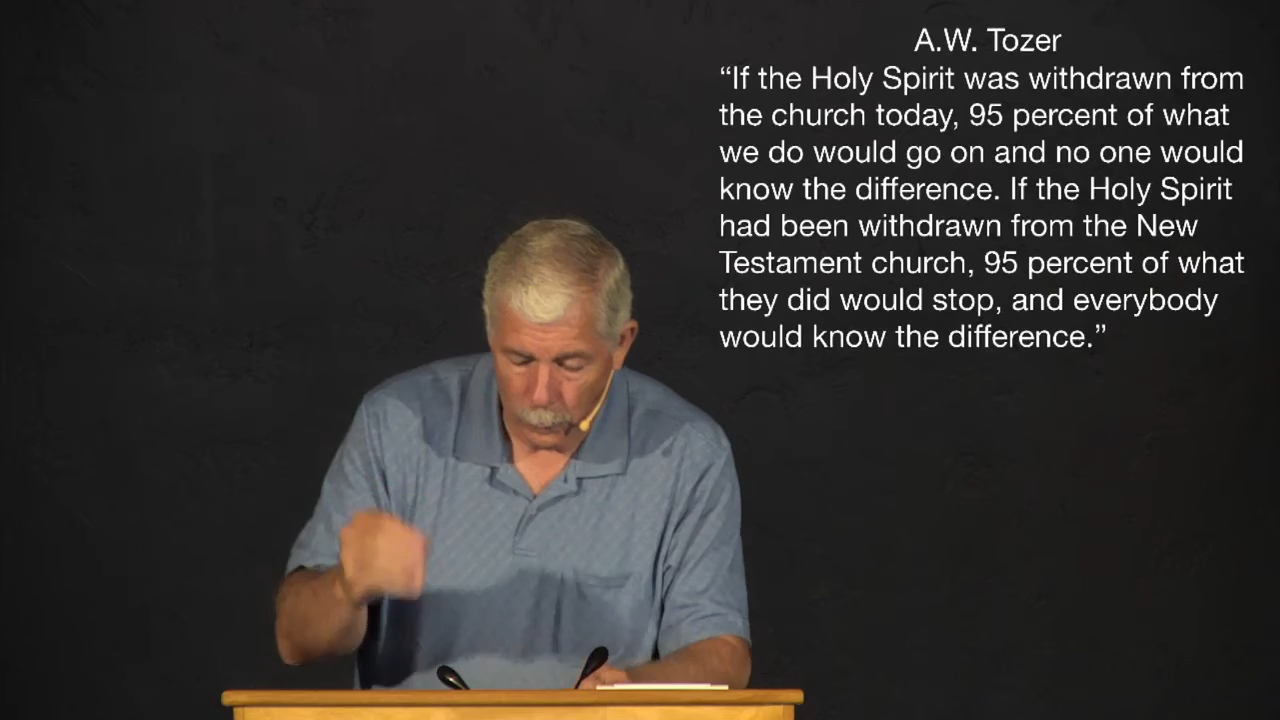 A.W. Tozer
“If the Holy Spirit was withdrawn from
the church today, 95 percent of what
we do would go on and no one would
know the difference. If the Holy Spirit
had been withdrawn from the New
Testament church, 95 percent of what
they did would stop, and everybody
would know the difference.”